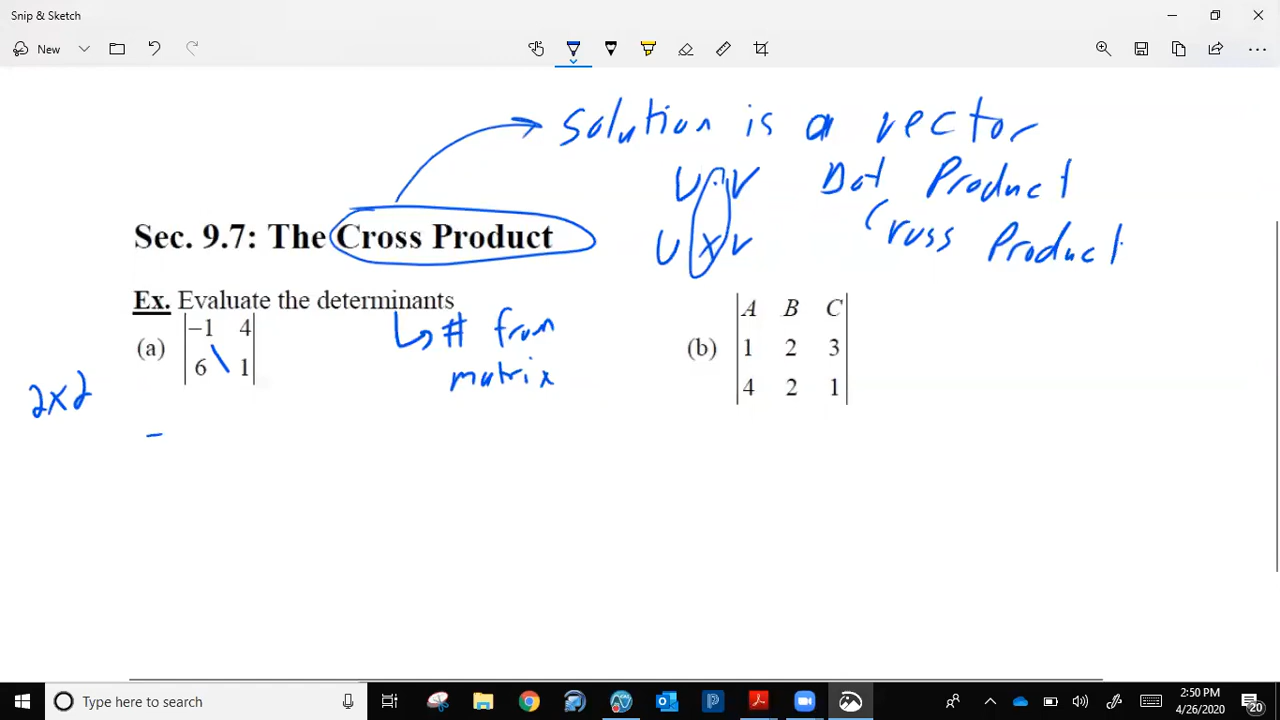 Snip & Sketch
New
solution is a vector
U · V Dot Product
Sec. 9.7: The Cross Product
U X V Cross Product
Ex. Evaluate the determinants
# from
matrix
(a) |−1 4|
|6 1|
2x2
=
(b) |A B C|
|1 2 3|
|4 2 1|
Type here to search
2:50 PM
4/26/2020
20